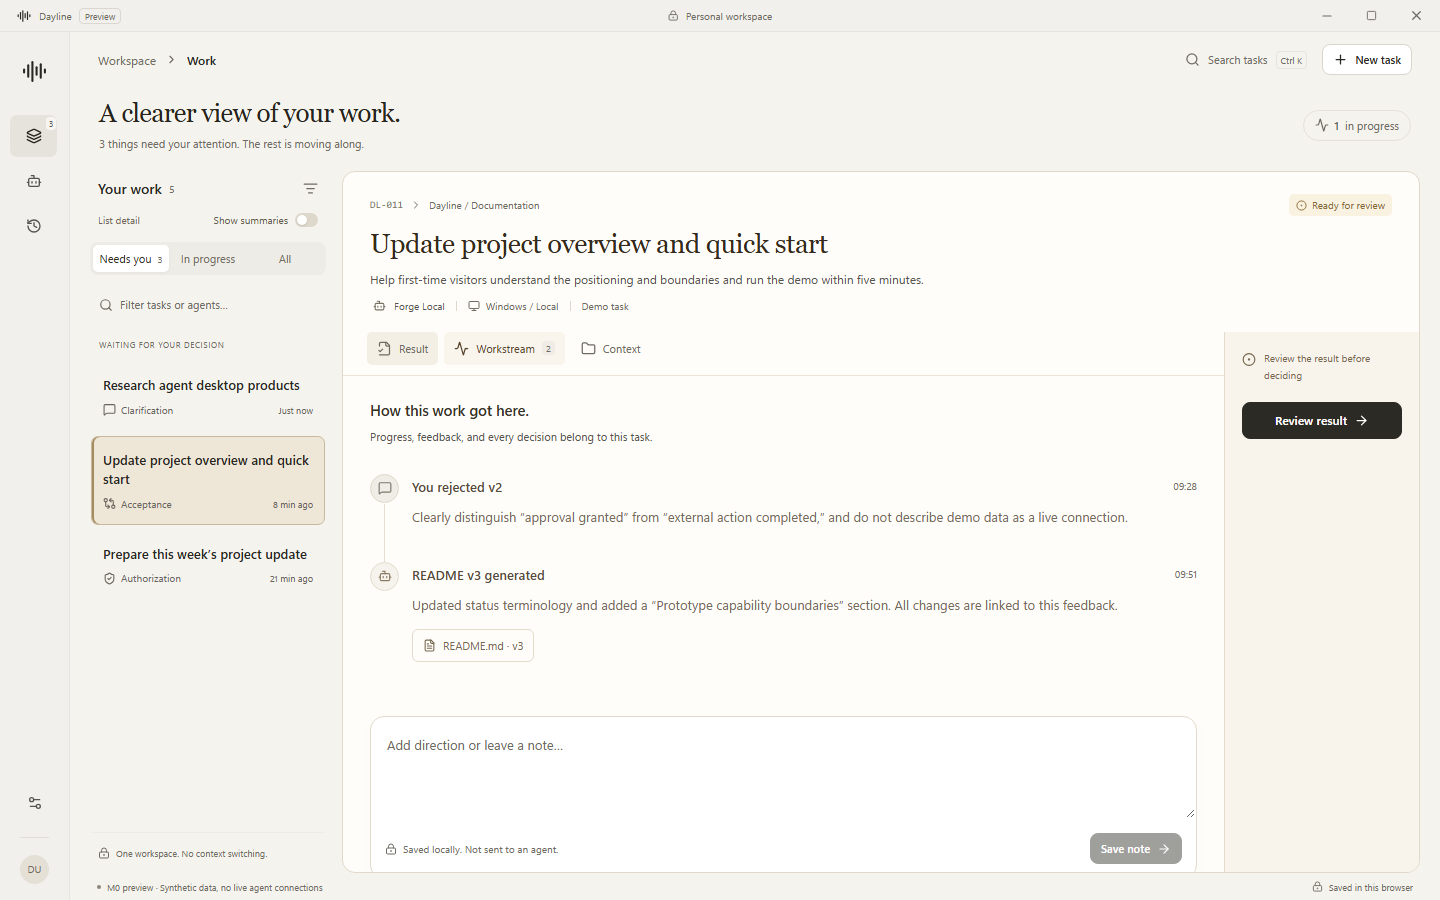 Dayline Preview
Personal workspace
Workspace Work
Search tasks Ctrl K
New task
3
A clearer view of your work.
3 things need your attention. The rest is moving along.
1 in progress
Your work 5
List detail Show summaries
Needs you 3 In progress All
Filter tasks or agents...
WAITING FOR YOUR DECISION
Research agent desktop products
Clarification Just now
Update project overview and quick
start
Acceptance 8 min ago
Prepare this week’s project update
Authorization 21 min ago
One workspace. No context switching.
DU
M0 preview · Synthetic data, no live agent connections
DL-011 Dayline / Documentation
Ready for review
Update project overview and quick start
Help first-time visitors understand the positioning and boundaries and run the demo within five minutes.
Forge Local Windows / Local Demo task
Result Workstream 2 Context
Review the result before
deciding
Review result
How this work got here.
Progress, feedback, and every decision belong to this task.
You rejected v2 09:28
Clearly distinguish “approval granted” from “external action completed,” and do not describe demo data as a live connection.
README v3 generated 09:51
Updated status terminology and added a “Prototype capability boundaries” section. All changes are linked to this feedback.
README.md · v3
Add direction or leave a note...
Saved locally. Not sent to an agent.
Save note
Saved in this browser